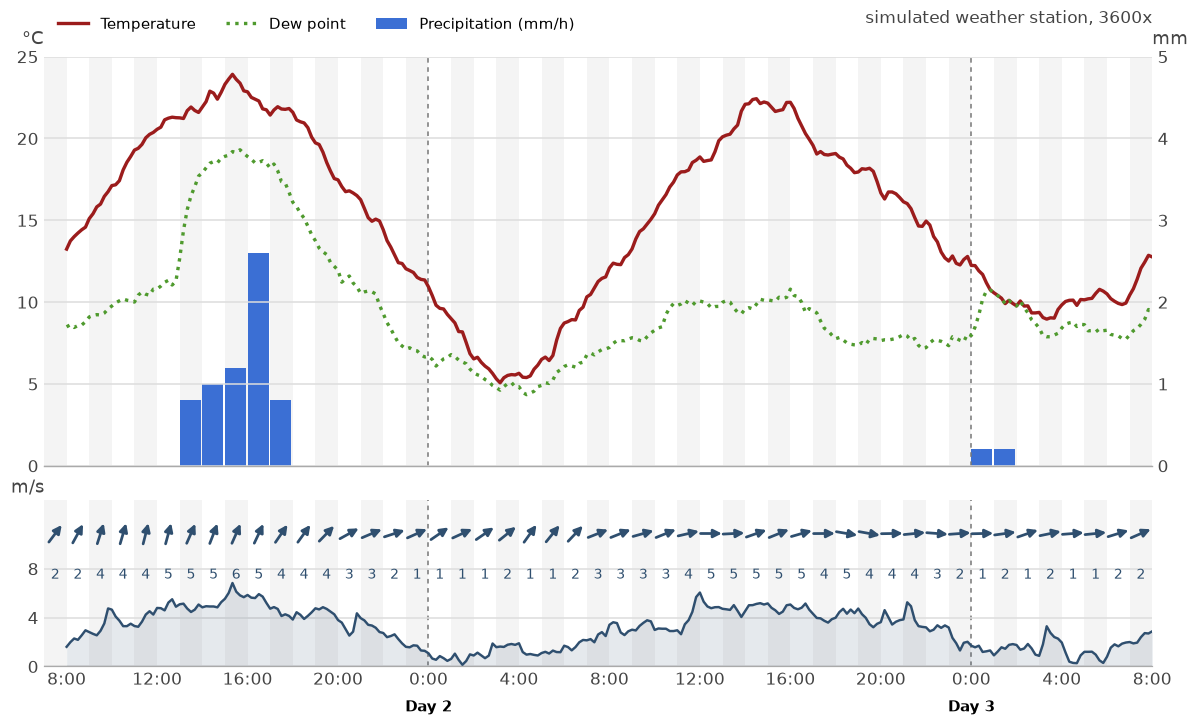 Temperature Dew point Precipitation (mm/h) simulated weather station, 3600x
°C mm
25 5
20 4
15 3
10 2
5 1
0 0
m/s
8
2 2 4 4 4 5 5 5 6 5 4 4 4 3 3 2 1 1 1 1 2 1 1 2 3 3 3 3 4 5 5 5 5 5 4 5 4 4 4 3 2 1 2 1 2 1 1 2 2
4
0
8:00 12:00 16:00 20:00 0:00 4:00 8:00 12:00 16:00 20:00 0:00 4:00 8:00
Day 2 Day 3